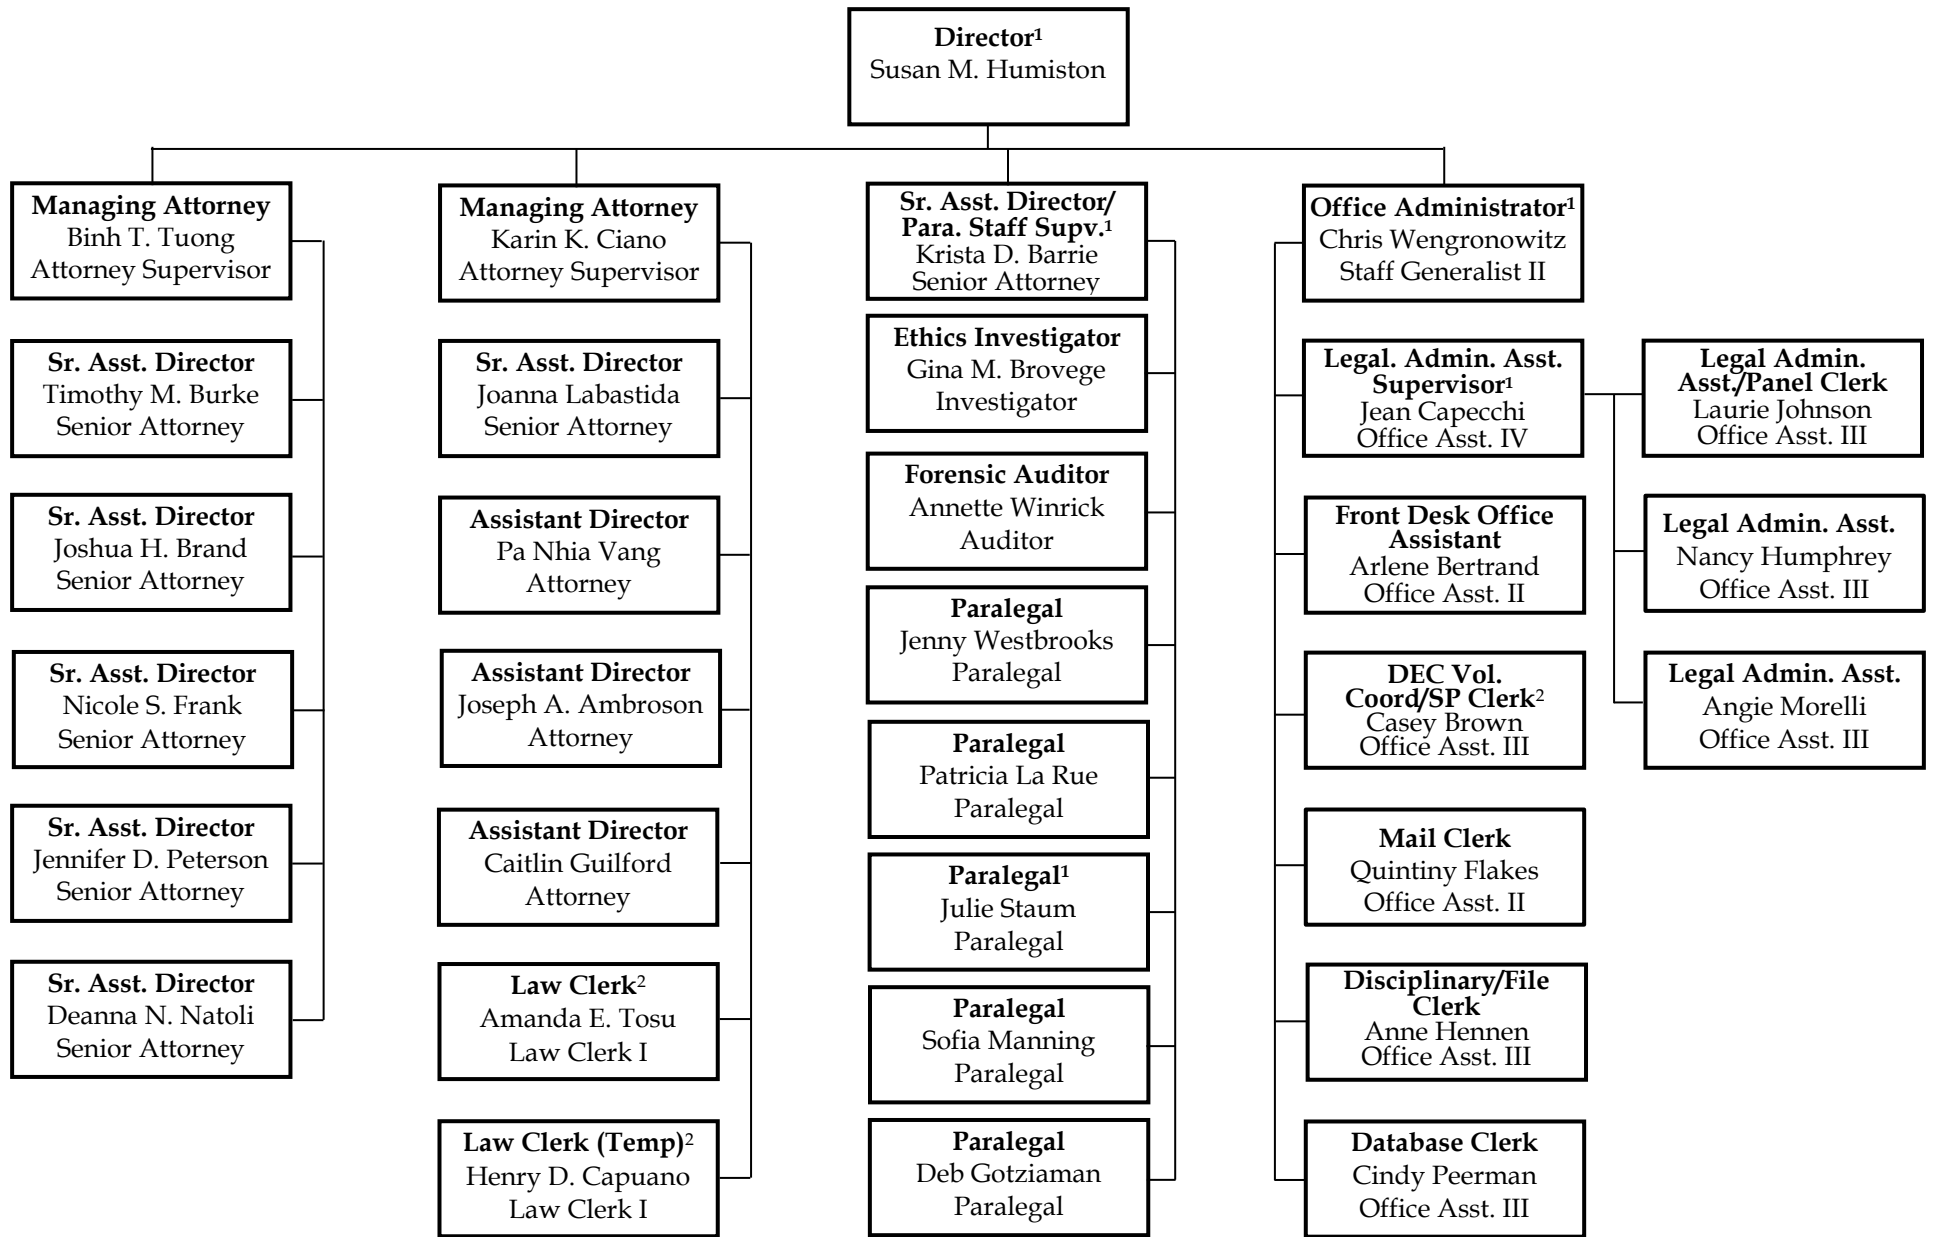 Director¹
Susan M. Humiston
Managing Attorney
Binh T. Tuong
Attorney Supervisor
Sr. Asst. Director
Timothy M. Burke
Senior Attorney
Sr. Asst. Director
Joshua H. Brand
Senior Attorney
Sr. Asst. Director
Nicole S. Frank
Senior Attorney
Sr. Asst. Director
Jennifer D. Peterson
Senior Attorney
Sr. Asst. Director
Deanna N. Natoli
Senior Attorney
Managing Attorney
Karin K. Ciano
Attorney Supervisor
Sr. Asst. Director
Joanna Labastida
Senior Attorney
Assistant Director
Pa Nhia Vang
Attorney
Assistant Director
Joseph A. Ambroson
Attorney
Assistant Director
Caitlin Guilford
Attorney
Law Clerk²
Amanda E. Tosu
Law Clerk I
Law Clerk (Temp)²
Henry D. Capuano
Law Clerk I
Sr. Asst. Director/
Para. Staff Supv.¹
Krista D. Barrie
Senior Attorney
Ethics Investigator
Gina M. Brovege
Investigator
Forensic Auditor
Annette Winrick
Auditor
Paralegal
Jenny Westbrooks
Paralegal
Paralegal
Patricia La Rue
Paralegal
Paralegal¹
Julie Staum
Paralegal
Paralegal
Sofia Manning
Paralegal
Paralegal
Deb Gotziaman
Paralegal
Office Administrator¹
Chris Wengronowitz
Staff Generalist II
Legal. Admin. Asst.
Supervisor¹
Jean Capecchi
Office Asst. IV
Front Desk Office
Assistant
Arlene Bertrand
Office Asst. II
DEC Vol.
Coord/SP Clerk²
Casey Brown
Office Asst. III
Mail Clerk
Quintiny Flakes
Office Asst. II
Disciplinary/File
Clerk
Anne Hennen
Office Asst. III
Database Clerk
Cindy Peerman
Office Asst. III
Legal Admin.
Asst./Panel Clerk
Laurie Johnson
Office Asst. III
Legal Admin. Asst.
Nancy Humphrey
Office Asst. III
Legal Admin. Asst.
Angie Morelli
Office Asst. III